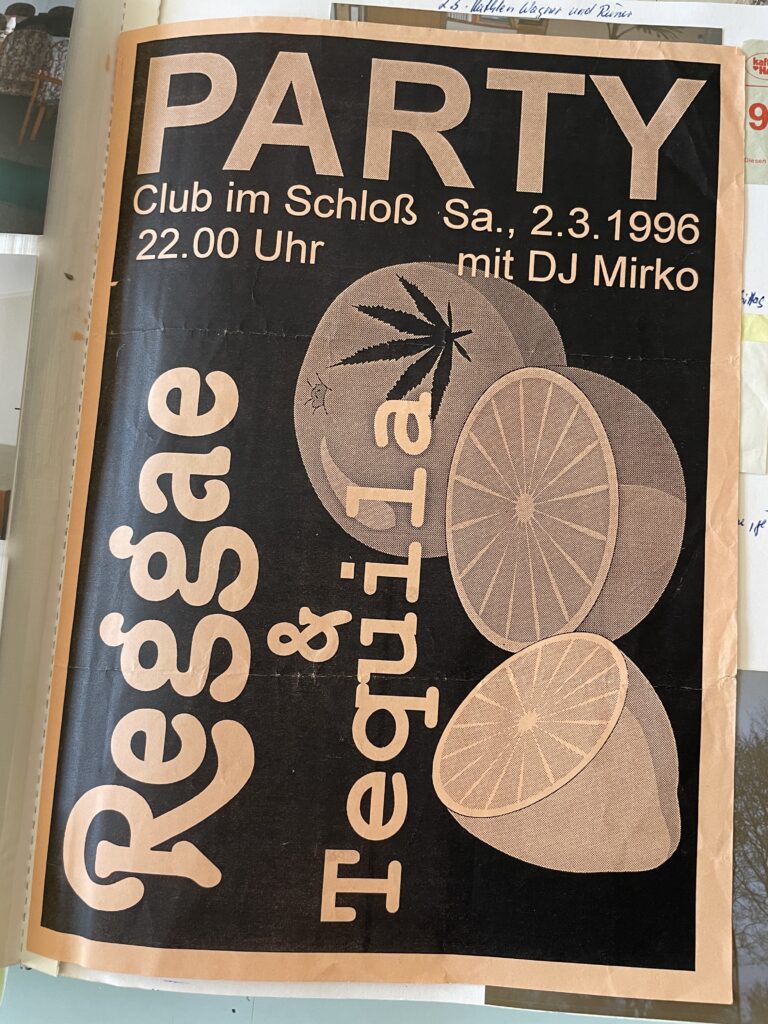 PARTY
Club im Schloß Sa., 2.3.1996
22.00 Uhr mit DJ Mirko
Reggae
&
Tequila